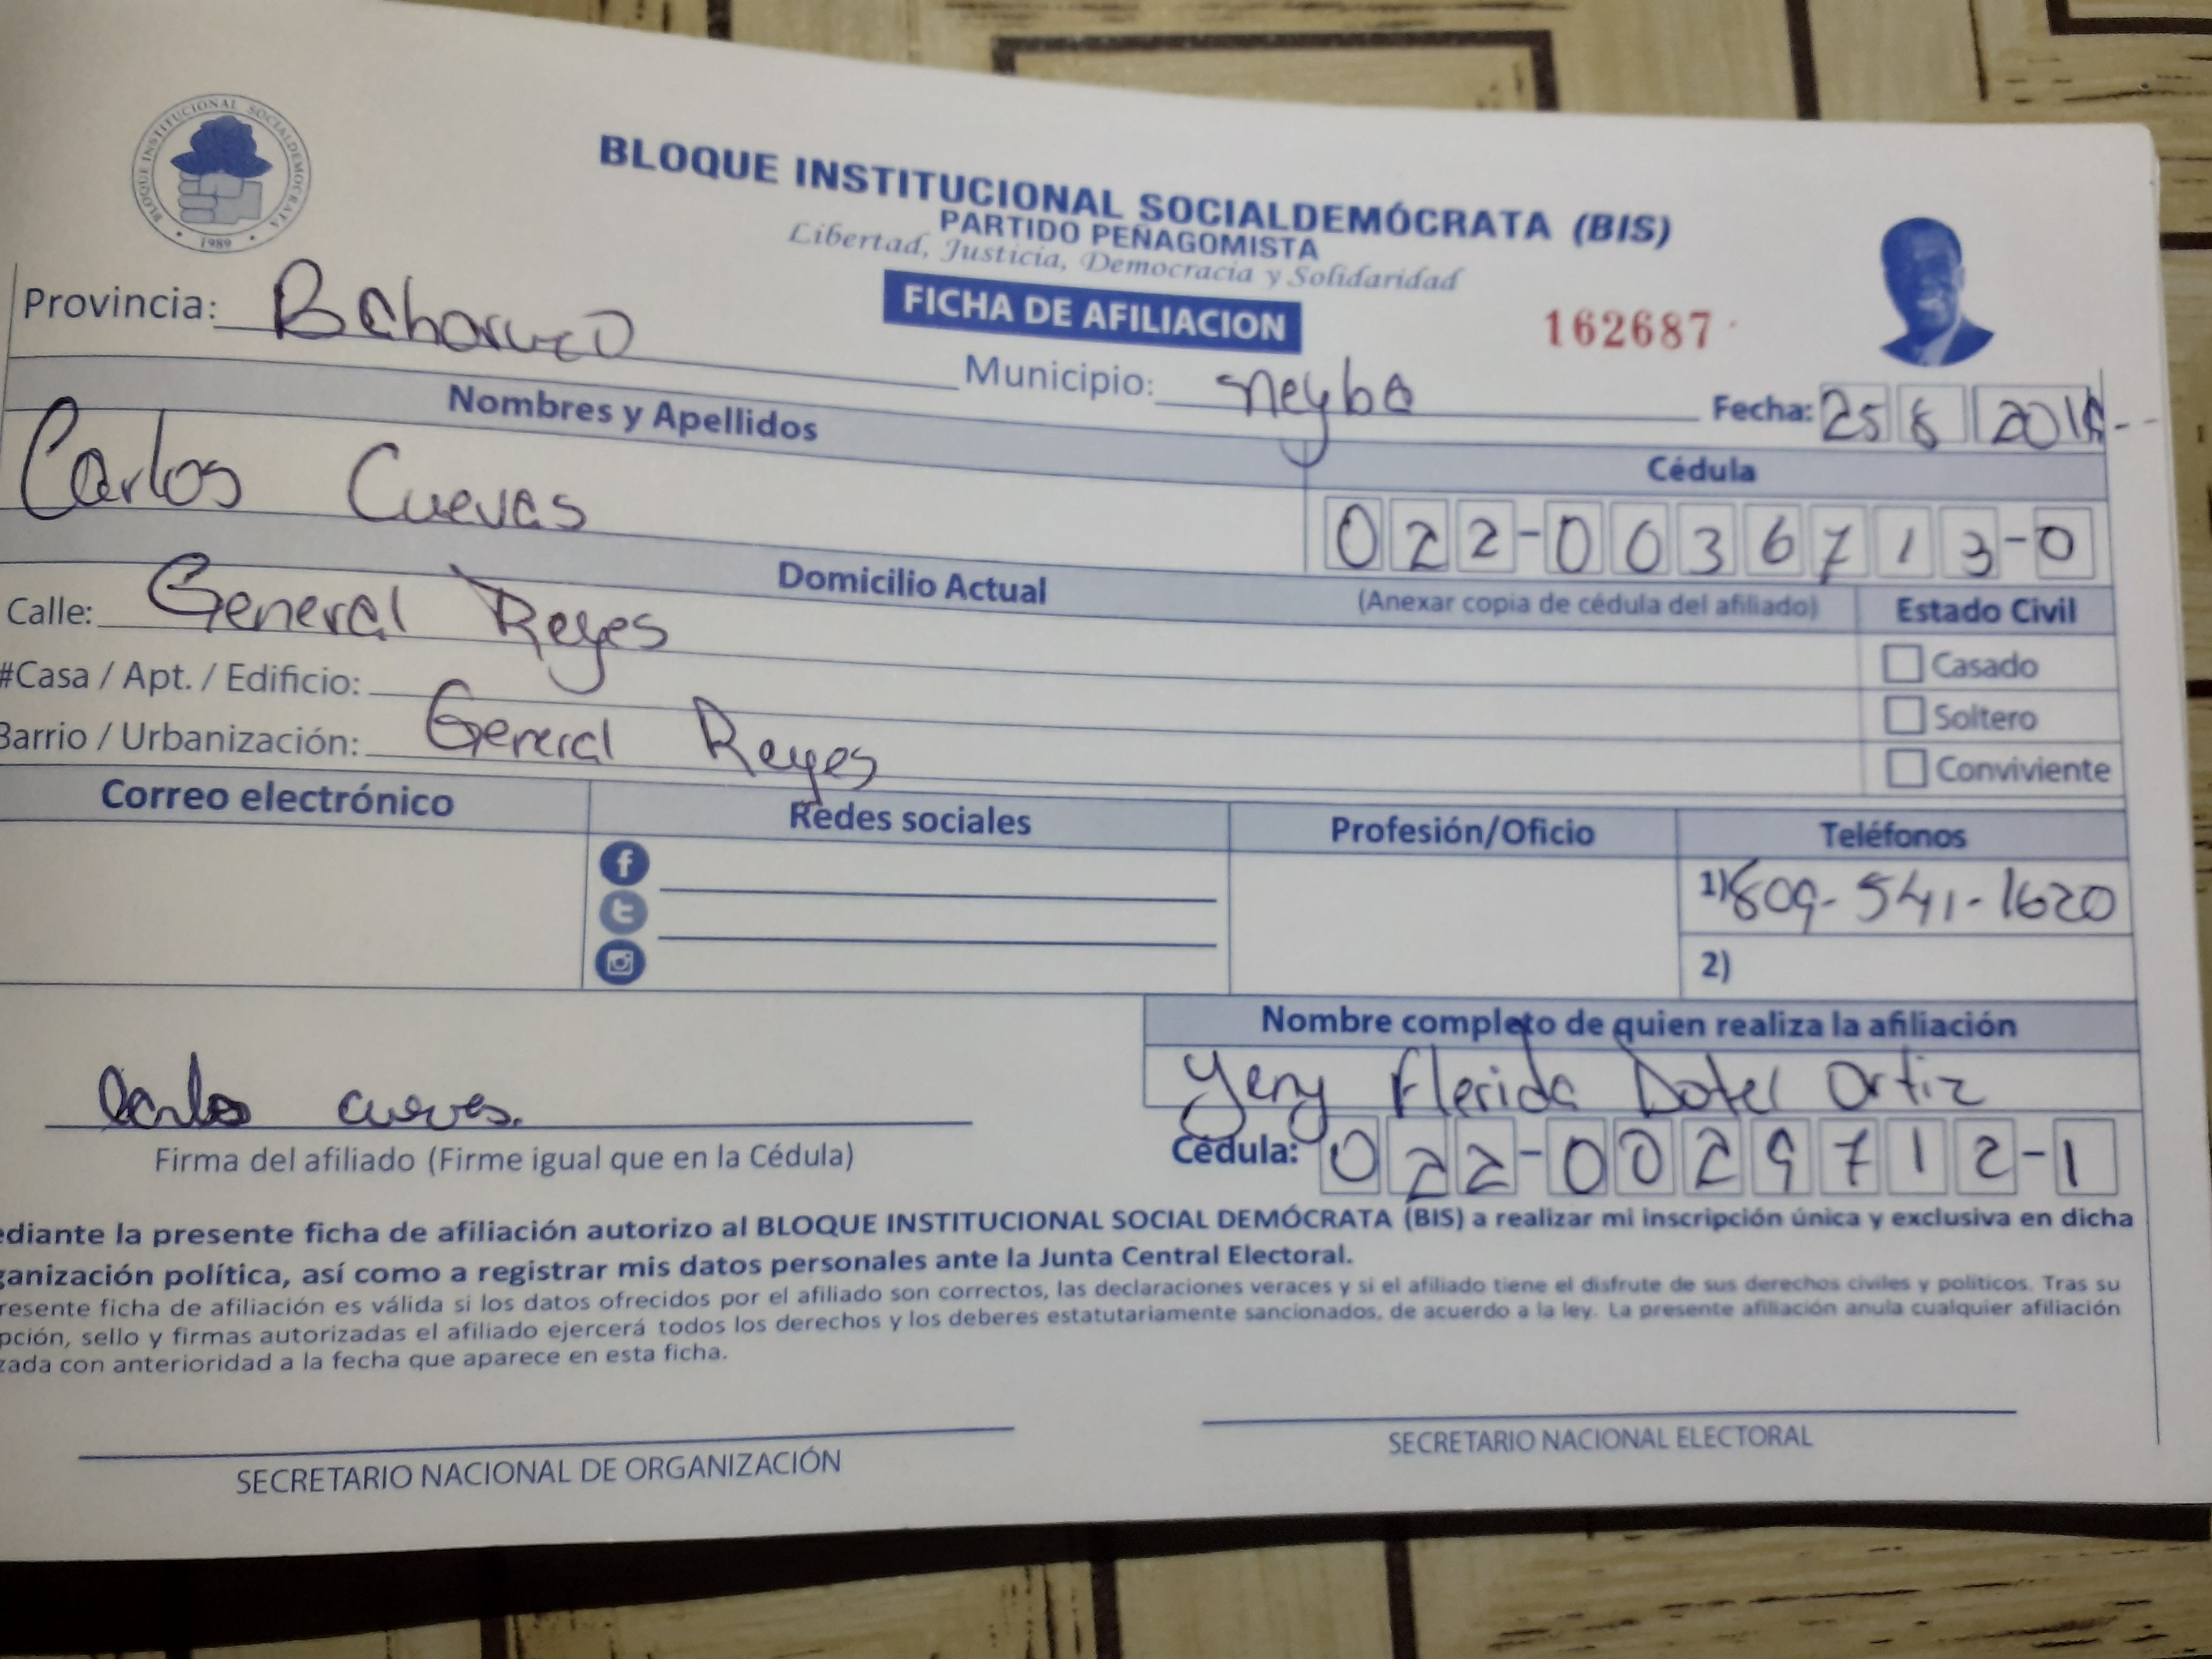 BLOQUE INSTITUCIONAL SOCIALDEMOCRATA
1989
BLOQUE INSTITUCIONAL SOCIALDEMÓCRATA (BIS)
PARTIDO PEÑAGOMISTA
Libertad, Justicia, Democracia y Solidaridad
FICHA DE AFILIACION
162687
Provincia: Bahoruco Municipio: neyba Fecha: 25 8
Nombres y Apellidos Cédula
Carlos Cuevas 022-0036713-0
Domicilio Actual (Anexar copia de cédula del afiliado) Estado Civil
Calle: General Reyes
Casado
#Casa / Apt. / Edificio:
Soltero
Barrio / Urbanización: General Reyes
Conviviente
Correo electrónico Redes sociales Profesión/Oficio Teléfonos
1) 809-541-1620
2)
Nombre completo de quien realiza la afiliación
Yeny Flerida Dotel Ortiz
Carlos Cuevas.
Firma del afiliado (Firme igual que en la Cédula)
Cédula: 022-0029712-1
ediante la presente ficha de afiliación autorizo al BLOQUE INSTITUCIONAL SOCIAL DEMÓCRATA (BIS) a realizar mi inscripción única y exclusiva en dicha
ganización política, así como a registrar mis datos personales ante la Junta Central Electoral.
resente ficha de afiliación es válida si los datos ofrecidos por el afiliado son correctos, las declaraciones veraces y si el afiliado tiene el disfrute de sus derechos civiles y políticos. Tras su
pción, sello y firmas autorizadas el afiliado ejercerá todos los derechos y los deberes estatutariamente sancionados, de acuerdo a la ley. La presente afiliación anula cualquier afiliación
zada con anterioridad a la fecha que aparece en esta ficha.
SECRETARIO NACIONAL DE ORGANIZACIÓN
SECRETARIO NACIONAL ELECTORAL